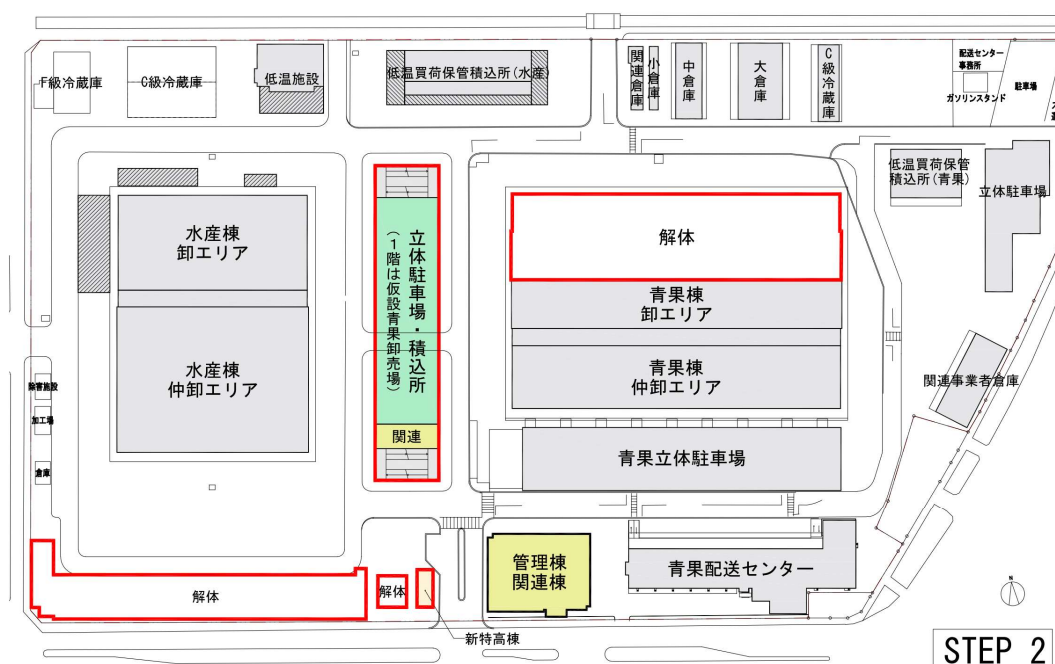 F級冷蔵庫
C級冷蔵庫
低温施設
低温買荷保管積込所(水産)
関連倉庫
小倉庫
中倉庫
大倉庫
C級冷蔵庫
配送センター
事務所
ガソリンスタンド
駐車場
低温買荷保管
積込所(青果)
立体駐車場
水産棟
卸エリア
水産棟
仲卸エリア
立体駐車場・積込所
(1階は仮設青果卸売場)
関連
解体
青果棟
卸エリア
青果棟
仲卸エリア
青果立体駐車場
関連事業者倉庫
除害施設
加工場
倉庫
解体
解体
新特高棟
管理棟
関連棟
青果配送センター
N
STEP 2